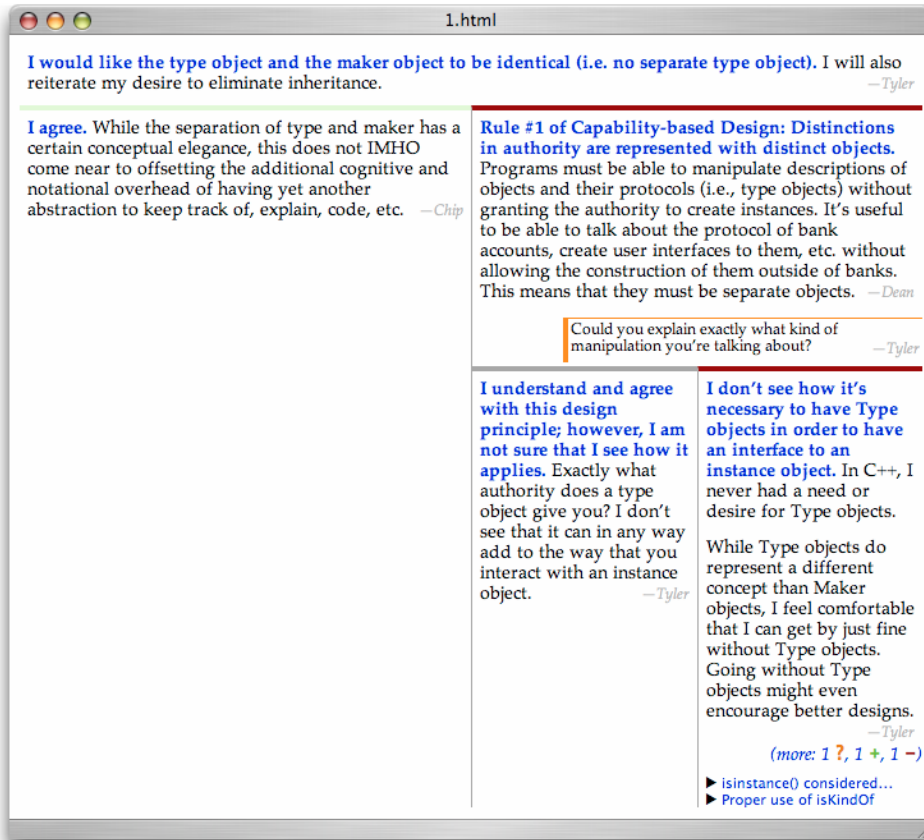 1.html
I would like the type object and the maker object to be identical (i.e. no separate type object). I will also
reiterate my desire to eliminate inheritance.
—Tyler
I agree. While the separation of type and maker has a
certain conceptual elegance, this does not IMHO
come near to offsetting the additional cognitive and
notational overhead of having yet another
abstraction to keep track of, explain, code, etc. —Chip
Rule #1 of Capability-based Design: Distinctions
in authority are represented with distinct objects.
Programs must be able to manipulate descriptions of
objects and their protocols (i.e., type objects) without
granting the authority to create instances. It's useful
to be able to talk about the protocol of bank
accounts, create user interfaces to them, etc. without
allowing the construction of them outside of banks.
This means that they must be separate objects. —Dean
Could you explain exactly what kind of
manipulation you're talking about?
—Tyler
I understand and agree
with this design
principle; however, I am
not sure that I see how it
applies. Exactly what
authority does a type
object give you? I don't
see that it can in any way
add to the way that you
interact with an instance
object. —Tyler
I don't see how it's
necessary to have Type
objects in order to have
an interface to an
instance object. In C++, I
never had a need or
desire for Type objects.
While Type objects do
represent a different
concept than Maker
objects, I feel comfortable
that I can get by just fine
without Type objects.
Going without Type
objects might even
encourage better designs.
—Tyler
(more: 1 ?, 1 +, 1 −)
▶ isinstance() considered...
▶ Proper use of isKindOf